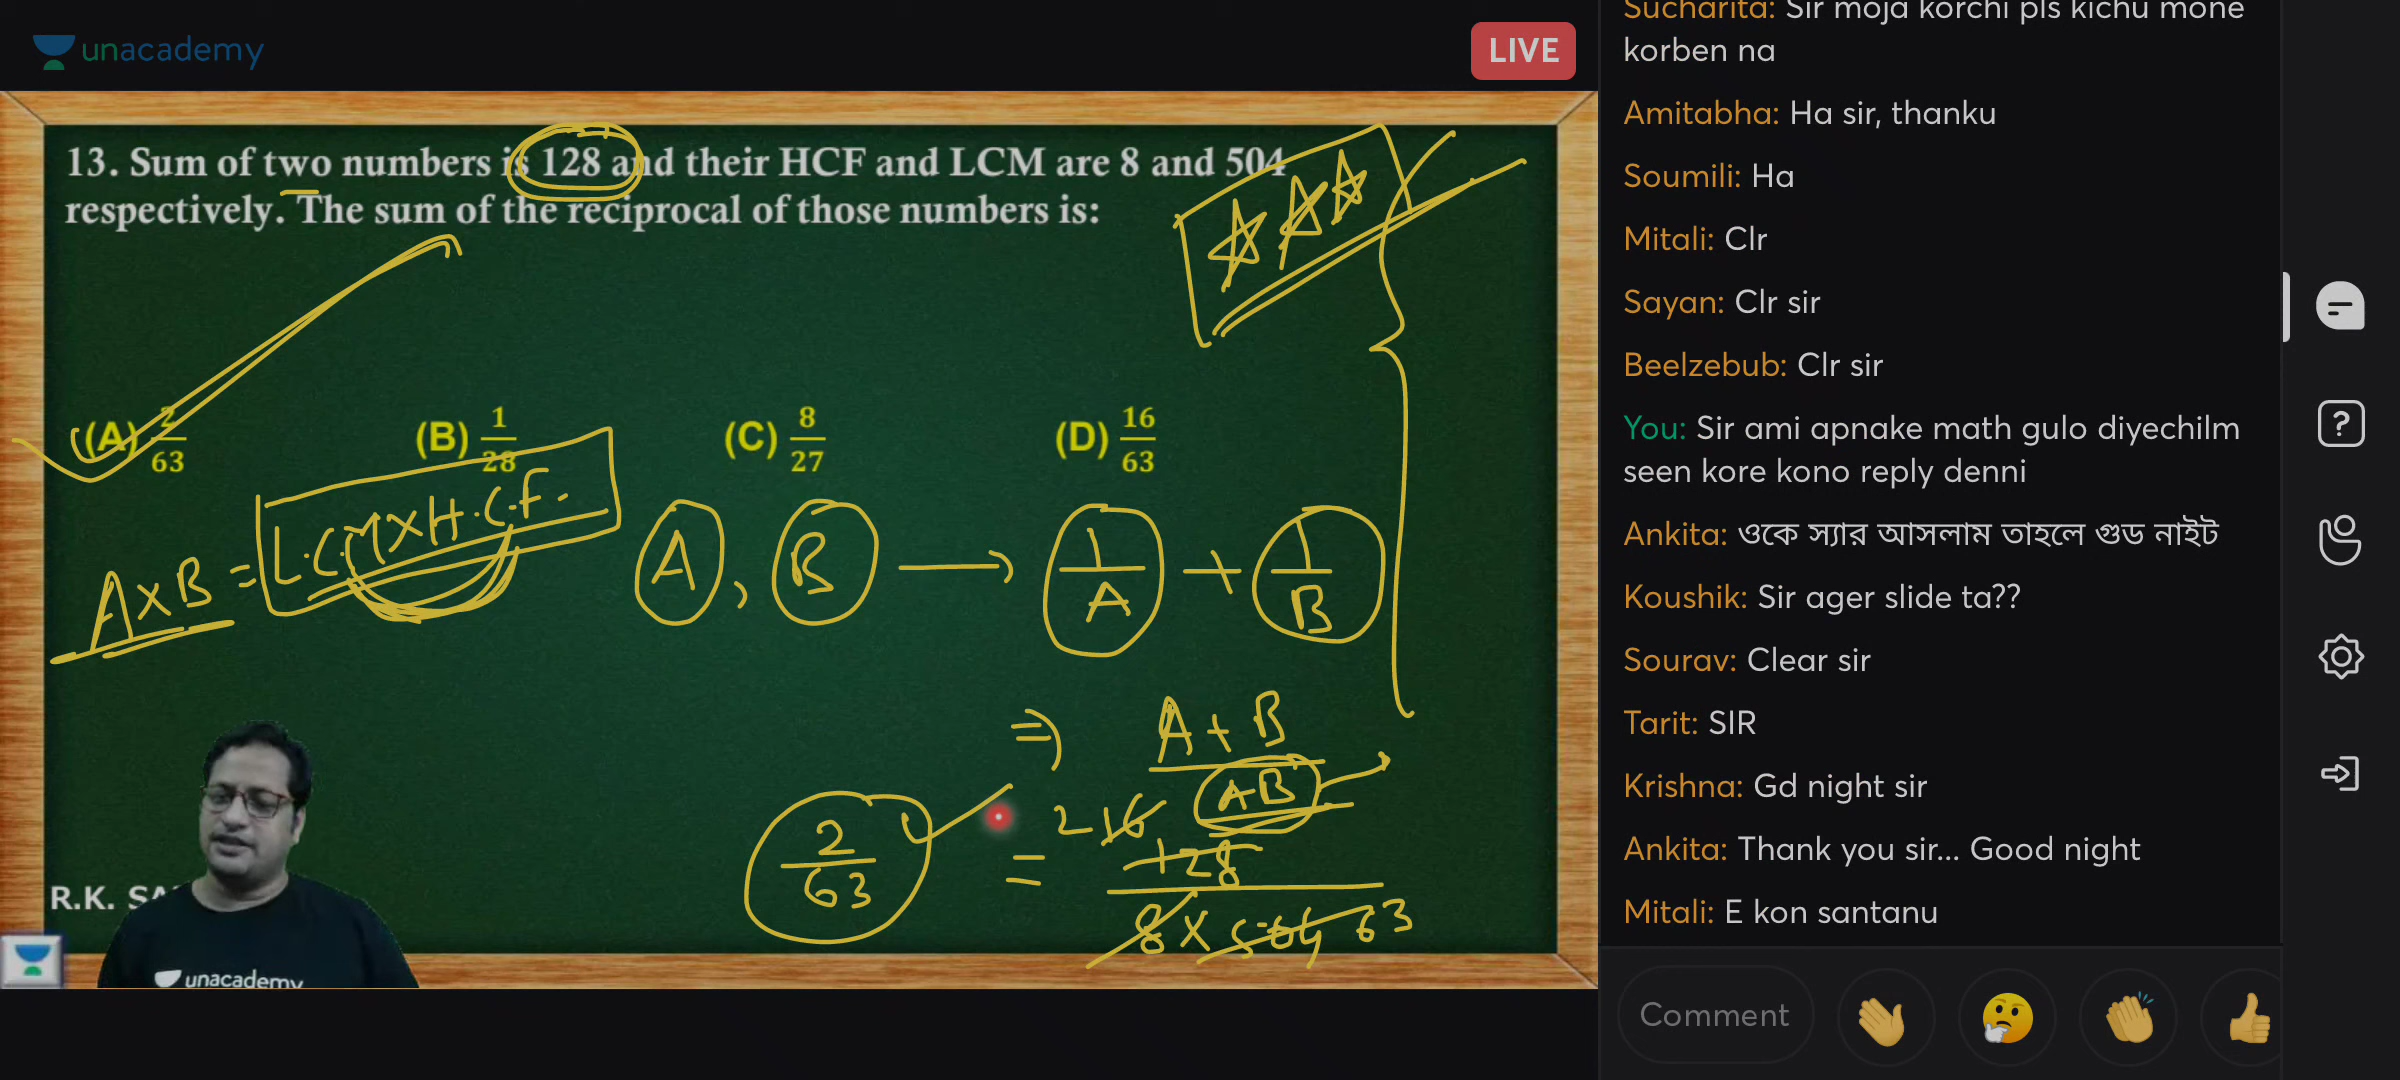 unacademy
LIVE
13. Sum of two numbers is 128 and their HCF and LCM are 8 and 504
respectively. The sum of the reciprocal of those numbers is:
(A) 2/63 (B) 1/28 (C) 8/27 (D) 16/63
A×B = L.CM×H.C.F.
A , B → 1/A + 1/B
⇒ A+B
AB
2 16
= 128
8×504 63
2/63
R.K.
unacademy
Sucharita: Sir moja korchi pls kichu mone
korben na
Amitabha: Ha sir, thanku
Soumili: Ha
Mitali: Clr
Sayan: Clr sir
Beelzebub: Clr sir
You: Sir ami apnake math gulo diyechilm
seen kore kono reply denni
Ankita: ওকে স্যার আসলাম তাহলে গুড নাইট
Koushik: Sir ager slide ta??
Sourav: Clear sir
Tarit: SIR
Krishna: Gd night sir
Ankita: Thank you sir... Good night
Mitali: E kon santanu
Comment